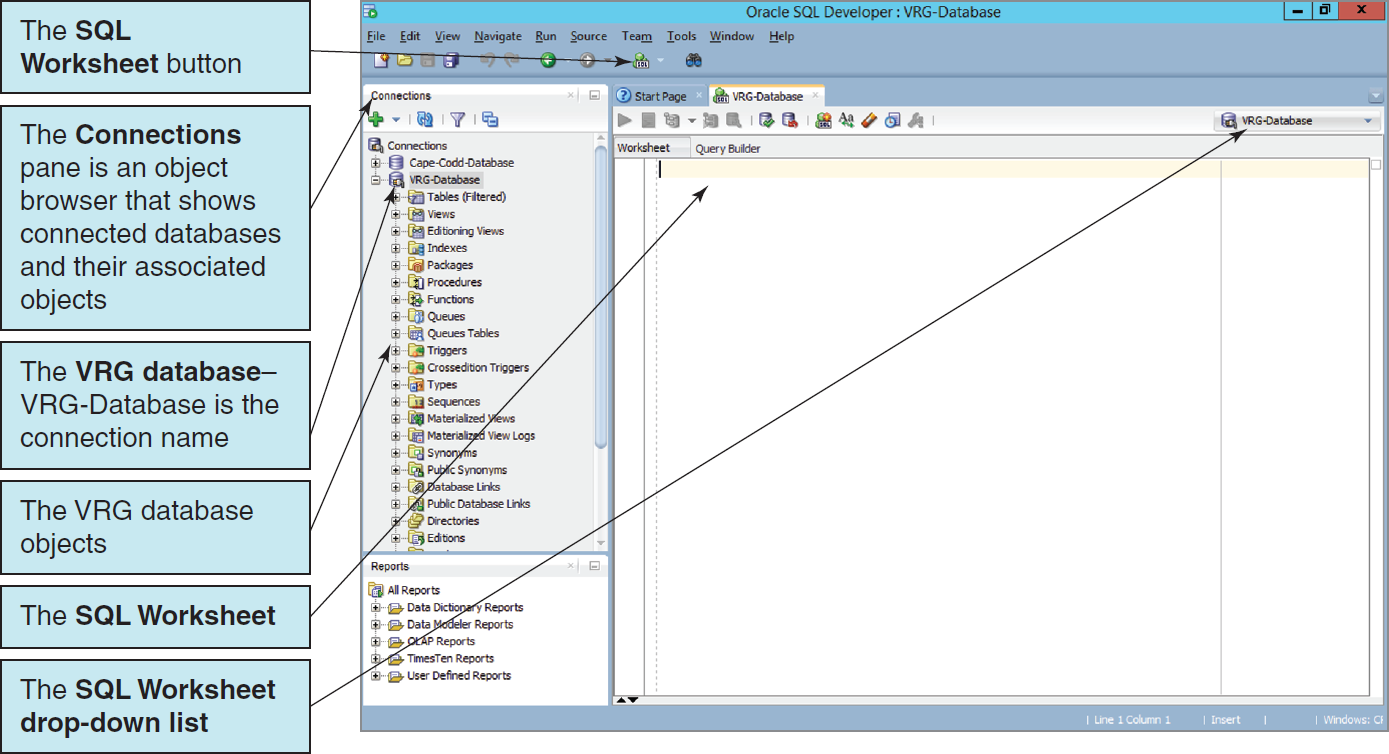 The SQL
Worksheet button
The Connections
pane is an object
browser that shows
connected databases
and their associated
objects
The VRG database–
VRG-Database is the
connection name
The VRG database
objects
The SQL Worksheet
The SQL Worksheet
drop-down list
Oracle SQL Developer : VRG-Database
File Edit View Navigate Run Source Team Tools Window Help
Connections
Connections
Cape-Codd-Database
VRG-Database
Tables (Filtered)
Views
Editioning Views
Indexes
Packages
Procedures
Functions
Queues
Queues Tables
Triggers
Crossedition Triggers
Types
Sequences
Materialized Views
Materialized View Logs
Synonyms
Public Synonyms
Database Links
Public Database Links
Directories
Editions
Reports
All Reports
Data Dictionary Reports
Data Modeler Reports
OLAP Reports
TimesTen Reports
User Defined Reports
Start Page VRG-Database
VRG-Database
Worksheet Query Builder
Line 1 Column 1 Insert Windows: